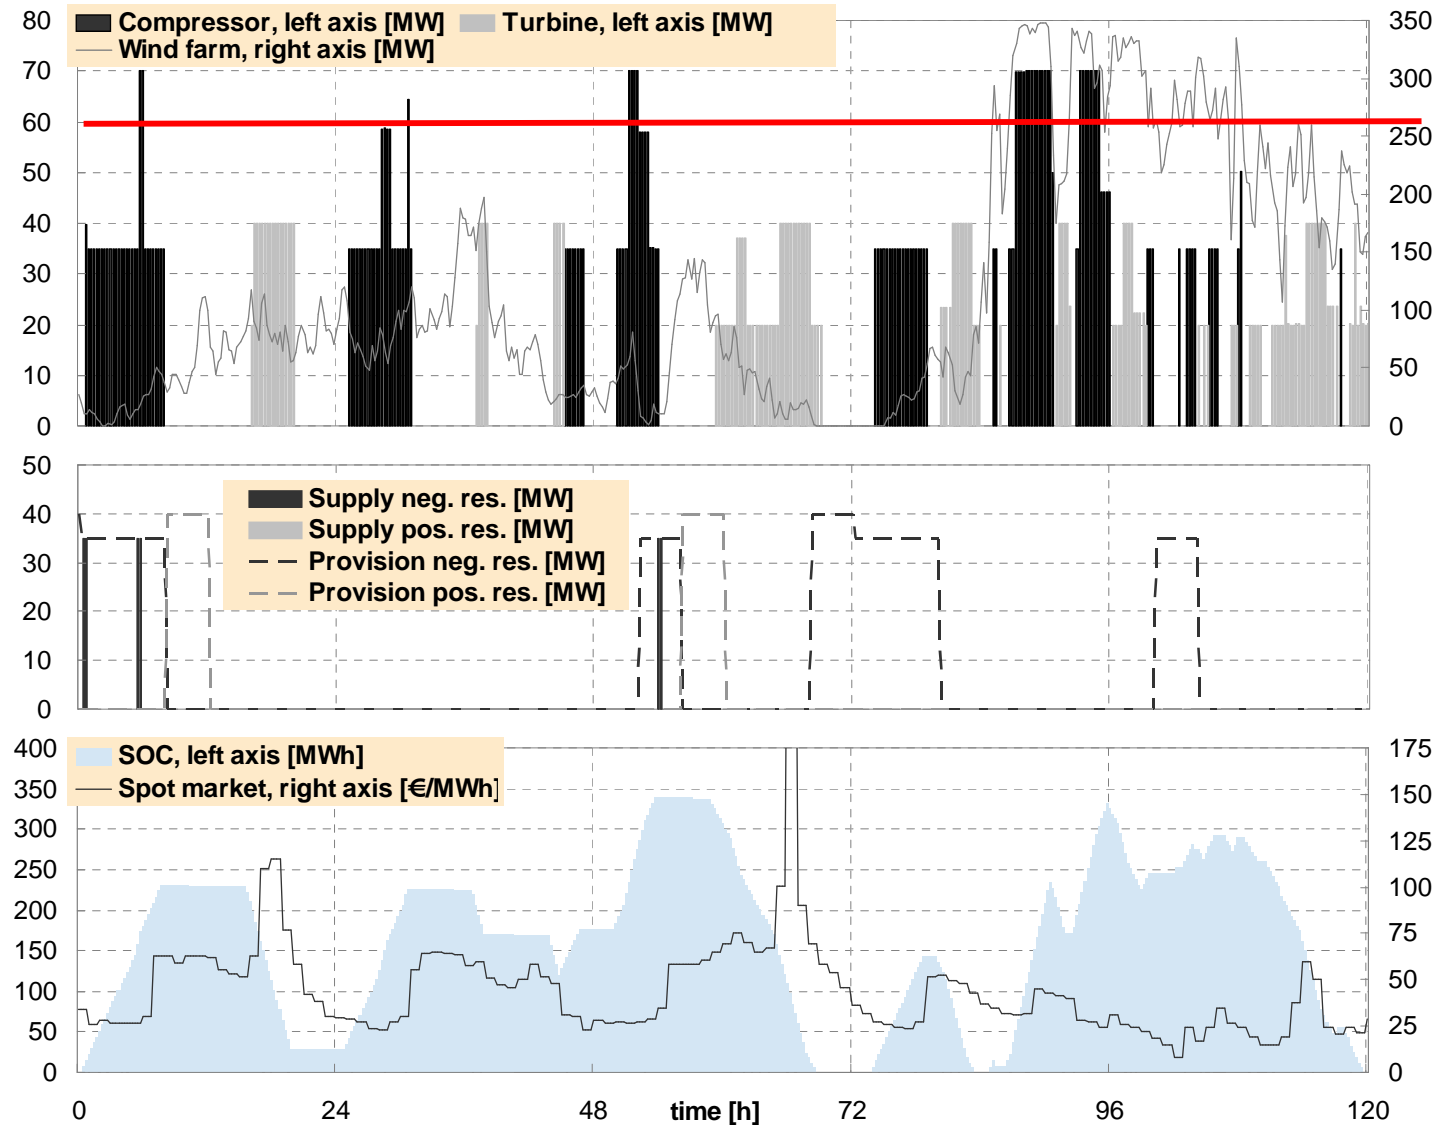 Compressor, left axis [MW] Turbine, left axis [MW]
Wind farm, right axis [MW]
80 350
70 300
60 250
50 200
40
30 150
20 100
10 50
0 0
50
Supply neg. res. [MW]
40
Supply pos. res. [MW]
30
Provision neg. res. [MW]
20
Provision pos. res. [MW]
10
0
400 175
SOC, left axis [MWh]
350 150
Spot market, right axis [€/MWh]
300 125
250 100
200
150 75
100 50
50 25
0 0
0 24 48 time [h] 72 96 120